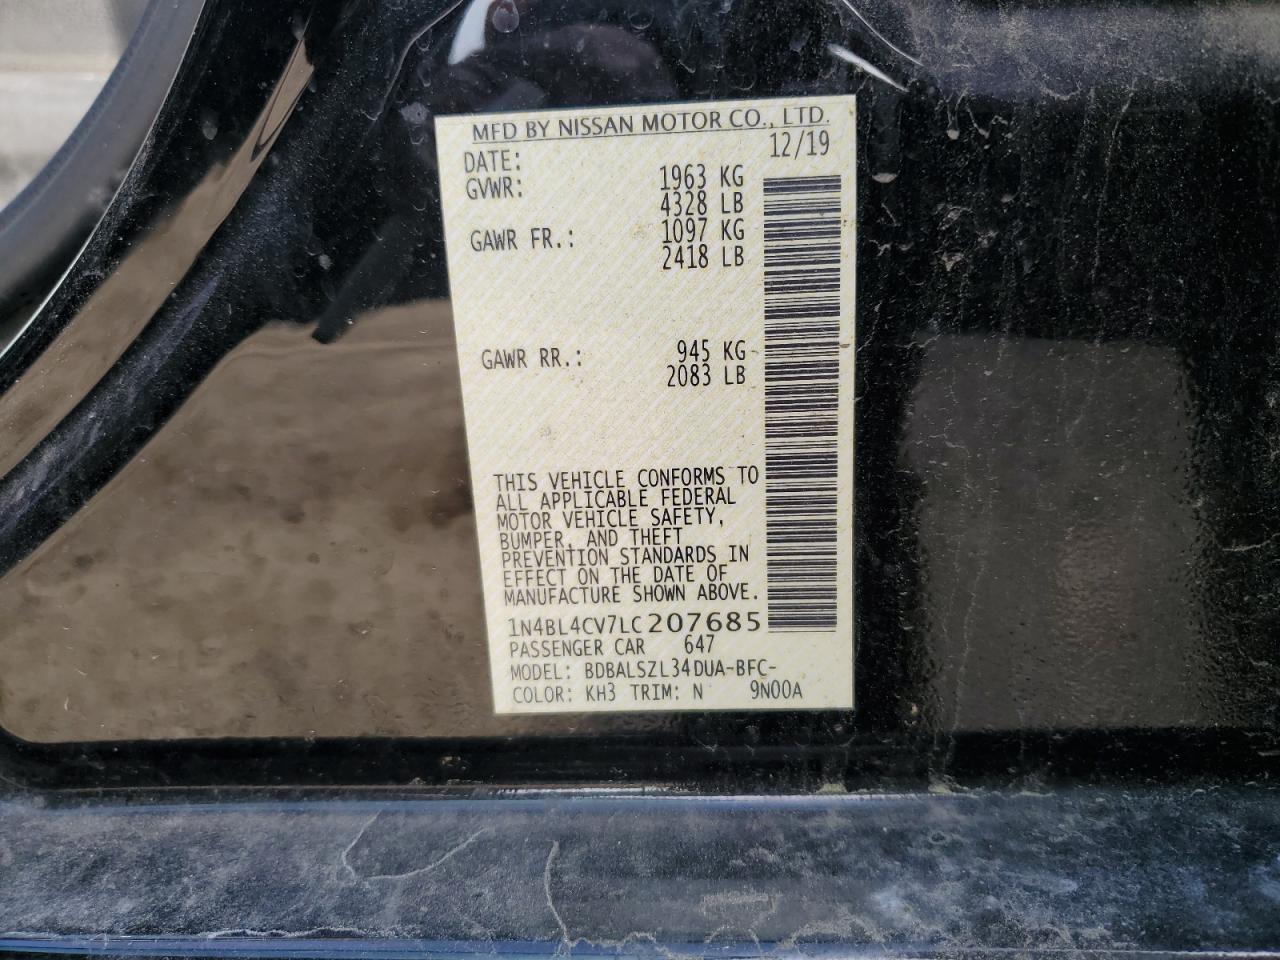 MFD BY NISSAN MOTOR CO., LTD.
DATE: 12/19
GVWR: 1963 KG
4328 LB
GAWR FR.: 1097 KG
2418 LB
GAWR RR.: 945 KG
2083 LB
THIS VEHICLE CONFORMS TO
ALL APPLICABLE FEDERAL
MOTOR VEHICLE SAFETY,
BUMPER, AND THEFT
PREVENTION STANDARDS IN
EFFECT ON THE DATE OF
MANUFACTURE SHOWN ABOVE.
1N4BL4CV7LC207685
PASSENGER CAR 647
MODEL: BDBALSZL34DUA-BFC-
COLOR: KH3 TRIM: N 9N00A